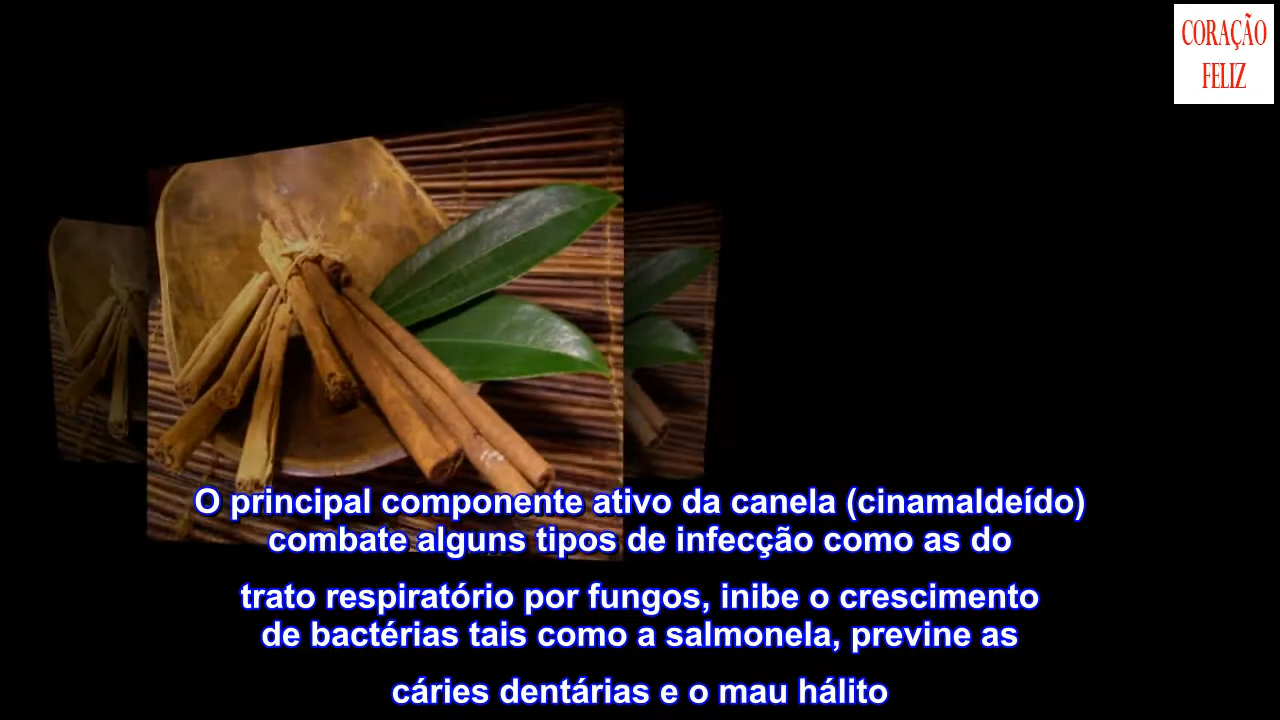 CORAÇÃO
FELIZ
O principal componente ativo da canela (cinamaldeído)
combate alguns tipos de infecção como as do
trato respiratório por fungos, inibe o crescimento
de bactérias tais como a salmonela, previne as
cáries dentárias e o mau hálito